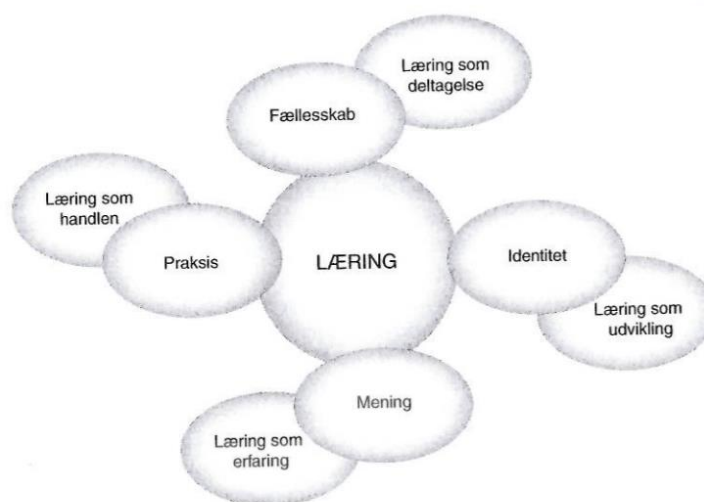 Læring som
deltagelse
Fællesskab
Læring som
handlen
Praksis
LÆRING
Identitet
Læring som
udvikling
Mening
Læring som
erfaring